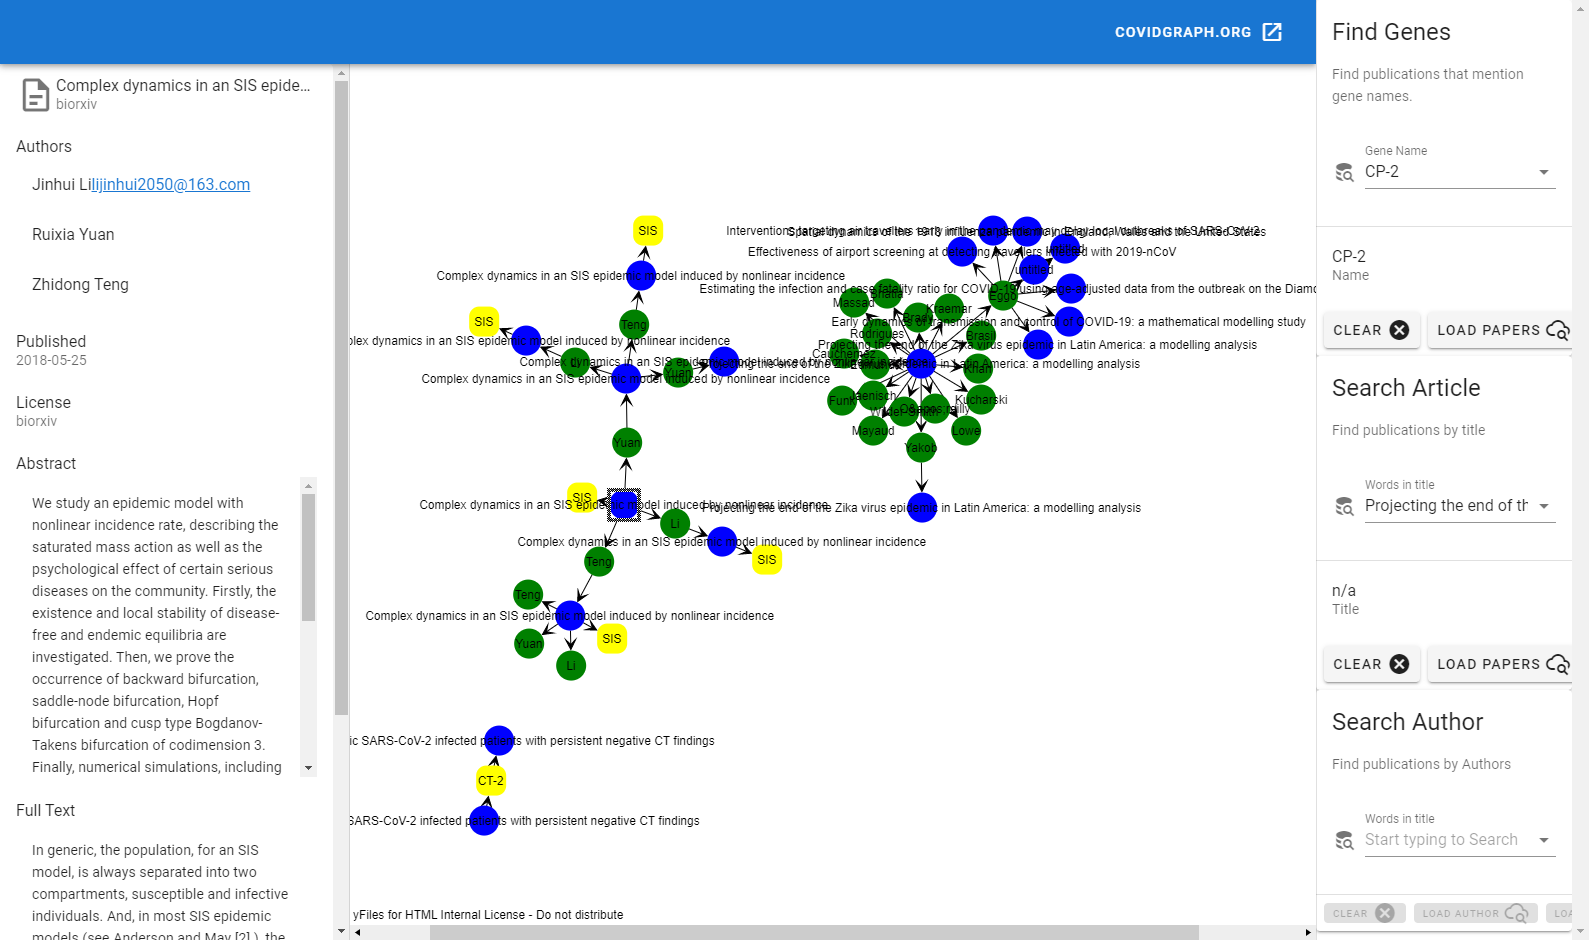 COVIDGRAPH.ORG
Complex dynamics in an SIS epide...
biorxiv
Authors
Jinhui Lilijinhui2050@163.com
Ruixia Yuan
Zhidong Teng
Published
2018-05-25
License
biorxiv
Abstract
We study an epidemic model with
nonlinear incidence rate, describing the
saturated mass action as well as the
psychological effect of certain serious
diseases on the community. Firstly, the
existence and local stability of disease-
free and endemic equilibria are
investigated. Then, we prove the
occurrence of backward bifurcation,
saddle-node bifurcation, Hopf
bifurcation and cusp type Bogdanov-
Takens bifurcation of codimension 3.
Finally, numerical simulations, including
Full Text
In generic, the population, for an SIS
model, is always separated into two
compartments, susceptible and infective
individuals. And, in most SIS epidemic
models (see Anderson and May [2] ), the
SIS
Complex dynamics in an SIS epidemic model induced by nonlinear incidence
SIS
Teng
plex dynamics in an SIS epidemic model induced by nonlinear incidence
Li
Yuan
Complex dynamics in an SIS epidemic model induced by nonlinear incidence
Yuan
SIS
Complex dynamics in an SIS epidemic model induced by nonlinear incidence
Li
Complex dynamics in an SIS epidemic model induced by nonlinear incidence
SIS
Teng
Teng
Complex dynamics in an SIS epidemic model induced by nonlinear incidence
Yuan
SIS
Li
Effectiveness of airport screening at detecting travellers infected with 2019-nCoV
Estimating the infection and case fatality ratio for COVID-19 using age-adjusted data from the outbreak on the Diamo
Eggo
Massad
Bhatia
Kraemar
Brady
Early dynamics of transmission and control of COVID-19: a mathematical modelling study
Rodrigues
Brasil
Projecting the end of the Zika virus epidemic in Latin America: a modelling analysis
Cauchemez
Khan
Funk
Jaenisch
Kucharski
Mayaud
Lowe
Yakob
Projecting the end of the Zika virus epidemic in Latin America: a modelling analysis
ic SARS-CoV-2 infected patients with persistent negative CT findings
CT-2
SARS-CoV-2 infected patients with persistent negative CT findings
yFiles for HTML Internal License - Do not distribute
Find Genes
Find publications that mention
gene names.
Gene Name
CP-2
CP-2
Name
CLEAR
LOAD PAPERS
Search Article
Find publications by title
Words in title
Projecting the end of th
n/a
Title
CLEAR
LOAD PAPERS
Search Author
Find publications by Authors
Words in title
Start typing to Search
CLEAR
LOAD AUTHOR
LOA